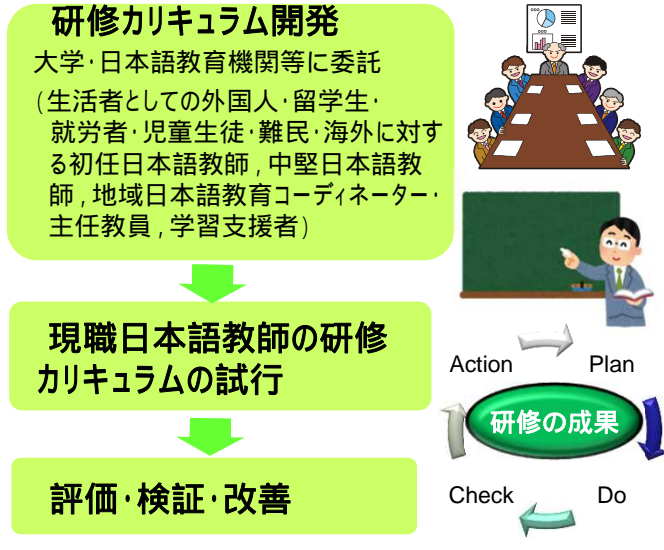 研修カリキュラム開発
大学・日本語教育機関等に委託
(生活者としての外国人・留学生・
就労者・児童生徒・難民・海外に対す
る初任日本語教師,中堅日本語教
師,地域日本語教育コーディネーター・
主任教員,学習支援者)
現職日本語教師の研修
カリキュラムの試行
評価・検証・改善
Action
Plan
研修の成果
Check
Do